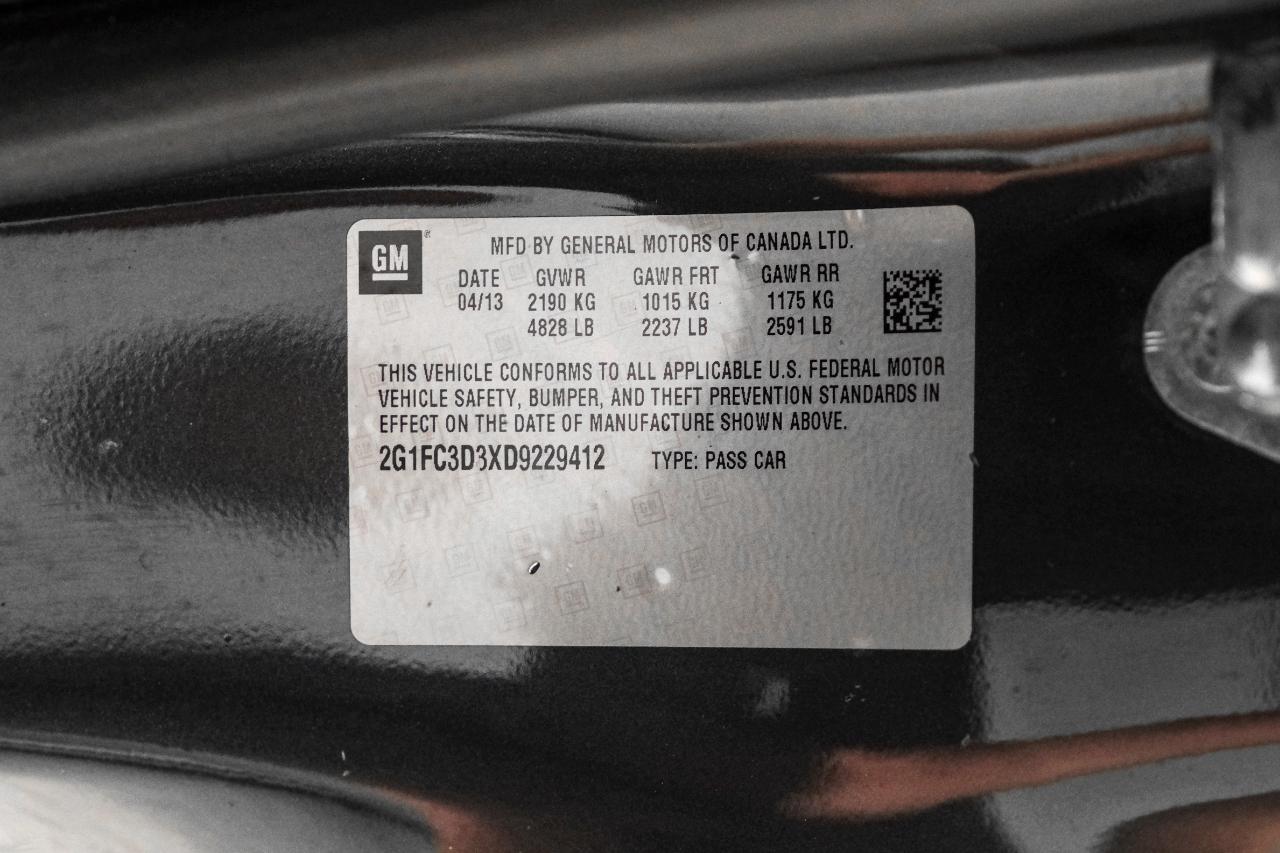 GM
MFD BY GENERAL MOTORS OF CANADA LTD.
DATE GVWR GAWR FRT GAWR RR
04/13 2190 KG 1015 KG 1175 KG
4828 LB 2237 LB 2591 LB
THIS VEHICLE CONFORMS TO ALL APPLICABLE U.S. FEDERAL MOTOR
VEHICLE SAFETY, BUMPER, AND THEFT PREVENTION STANDARDS IN
EFFECT ON THE DATE OF MANUFACTURE SHOWN ABOVE.
2G1FC3D3XD9229412 TYPE: PASS CAR